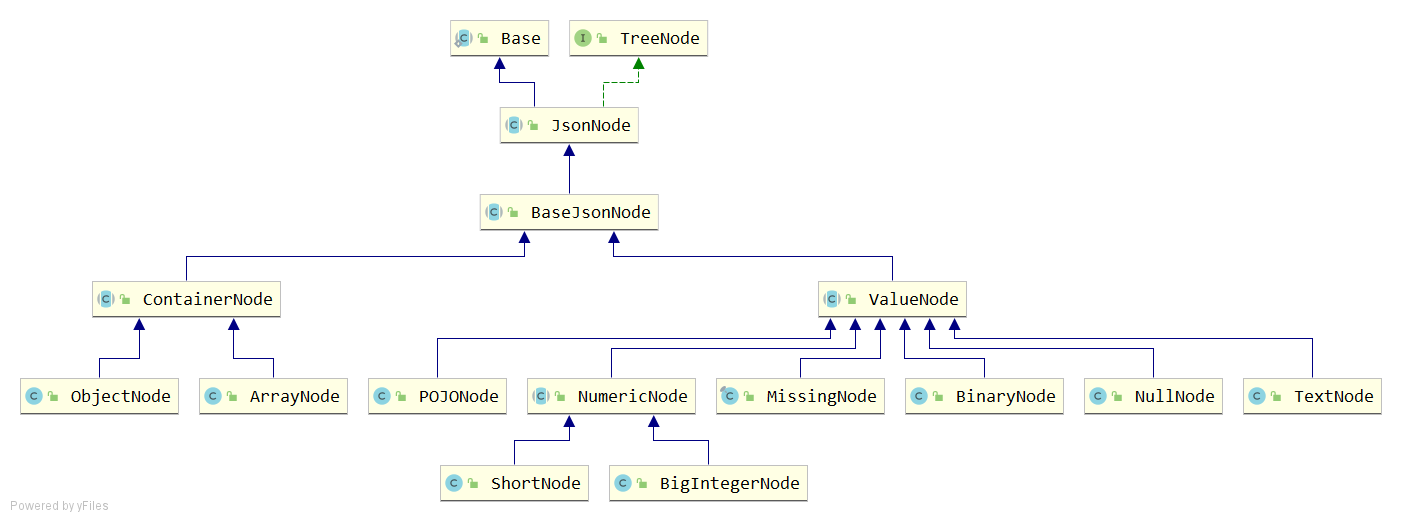 Base
TreeNode
JsonNode
BaseJsonNode
ContainerNode
ValueNode
ObjectNode
ArrayNode
POJONode
NumericNode
MissingNode
BinaryNode
NullNode
TextNode
ShortNode
BigIntegerNode
Powered by yFiles